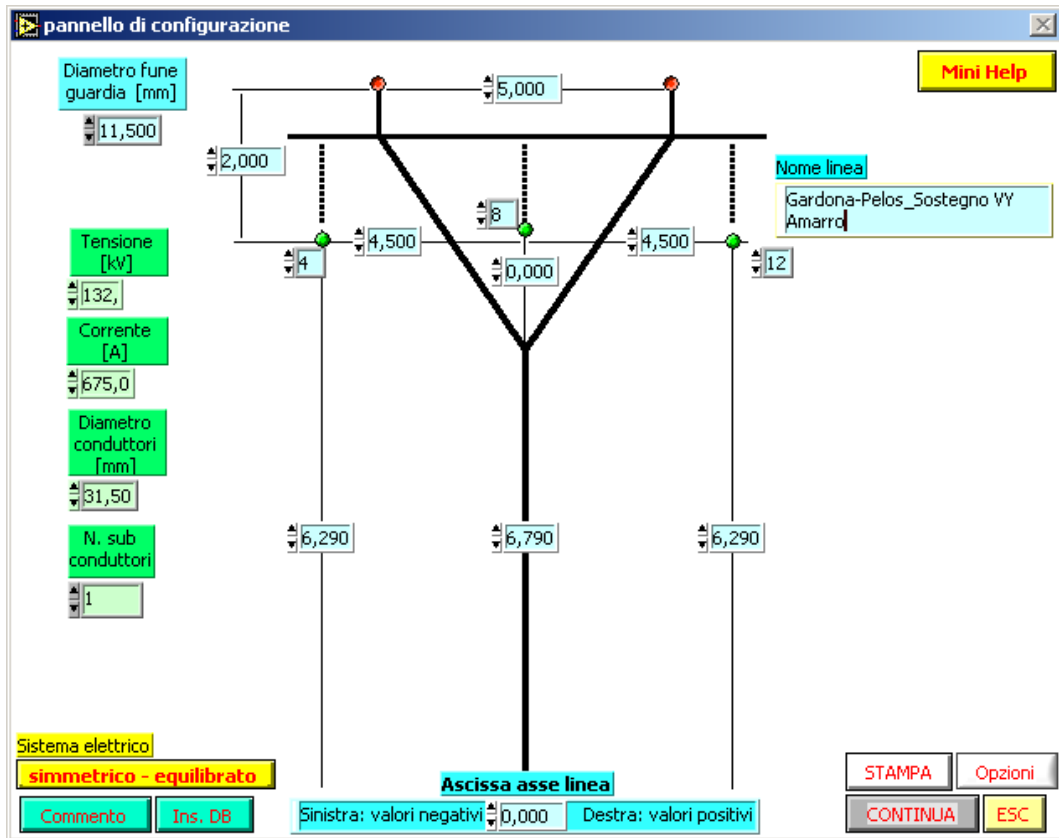 pannello di configurazione
Diametro fune
guardia [mm]
11,500
5,000
Mini Help
2,000
Nome linea
Gardona-Pelos_Sostegno VY
Amarro
8
Tensione
[kV]
132,
4,500
4,500
4
0,000
12
Corrente
[A]
675,0
Diametro
conduttori
[mm]
31,50
N. sub
conduttori
1
6,290
6,790
6,290
Sistema elettrico
simmetrico - equilibrato
Commento
Ins. DB
Ascissa asse linea
Sinistra: valori negativi
0,000
Destra: valori positivi
STAMPA
Opzioni
CONTINUA
ESC